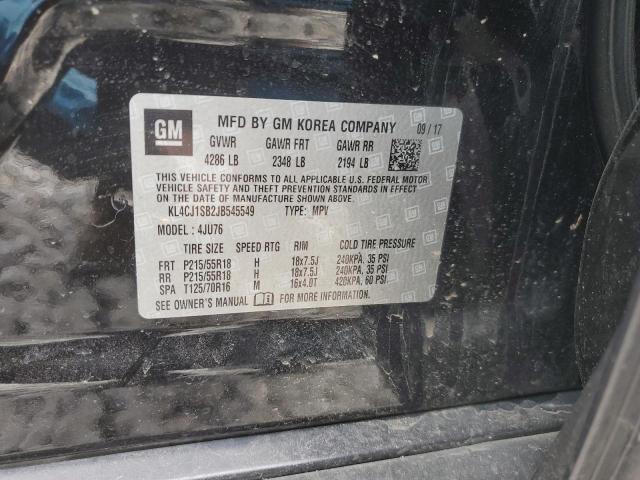 GM MFD BY GM KOREA COMPANY 09/17
GVWR GAWR FRT GAWR RR
4286 LB 2348 LB 2194 LB
THIS VEHICLE CONFORMS TO ALL APPLICABLE U.S. FEDERAL MOTOR
VEHICLE SAFETY AND THEFT PREVENTION STANDARDS IN EFFECT
ON THE DATE OF MANUFACTURE SHOWN ABOVE.
KL4CJ1SB2JB545549 TYPE: MPV
MODEL: 4JU76
TIRE SIZE SPEED RTG RIM COLD TIRE PRESSURE
FRT P215/55R18 H 18x7.5J 240KPA, 35 PSI
RR P215/55R18 H 18x7.5J 240KPA, 35 PSI
SPA T125/70R16 M 16x4.0T 420KPA, 60 PSI
SEE OWNER'S MANUAL FOR MORE INFORMATION.